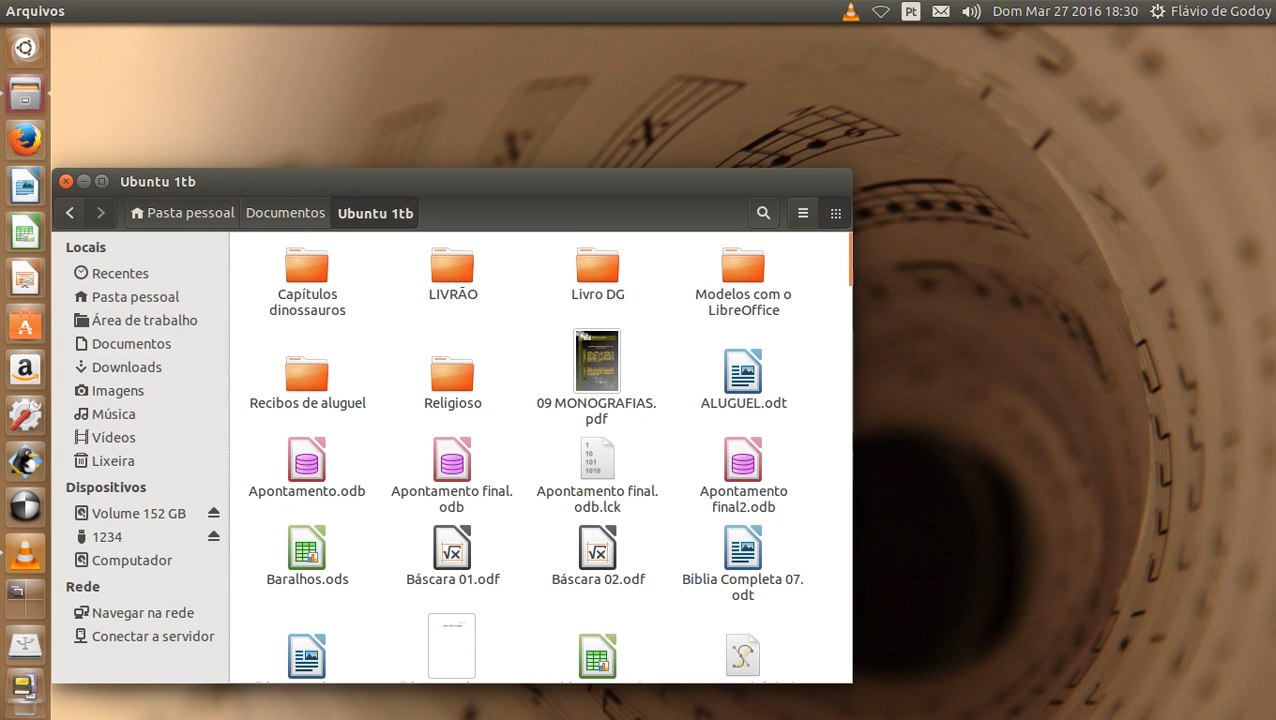 Arquivos
Pt
Dom Mar 27 2016 18:30
Flávio de Godoy
Ubuntu 1tb
Pasta pessoal
Documentos
Ubuntu 1tb
Locais
Recentes
Pasta pessoal
Área de trabalho
Documentos
Downloads
Imagens
Música
Vídeos
Lixeira
Dispositivos
Volume 152 GB
1234
Computador
Rede
Navegar na rede
Conectar a servidor
Capítulos
dinossauros
LIVRÃO
Livro DG
Modelos com o
LibreOffice
Recibos de aluguel
Religioso
09 MONOGRAFIAS.
pdf
ALUGUEL.odt
Apontamento.odb
Apontamento final.
odb
1
10
101
1010
Apontamento final.
odb.lck
Apontamento
final2.odb
Baralhos.ods
Báscara 01.odf
Báscara 02.odf
Bíblia Completa 07.
odt